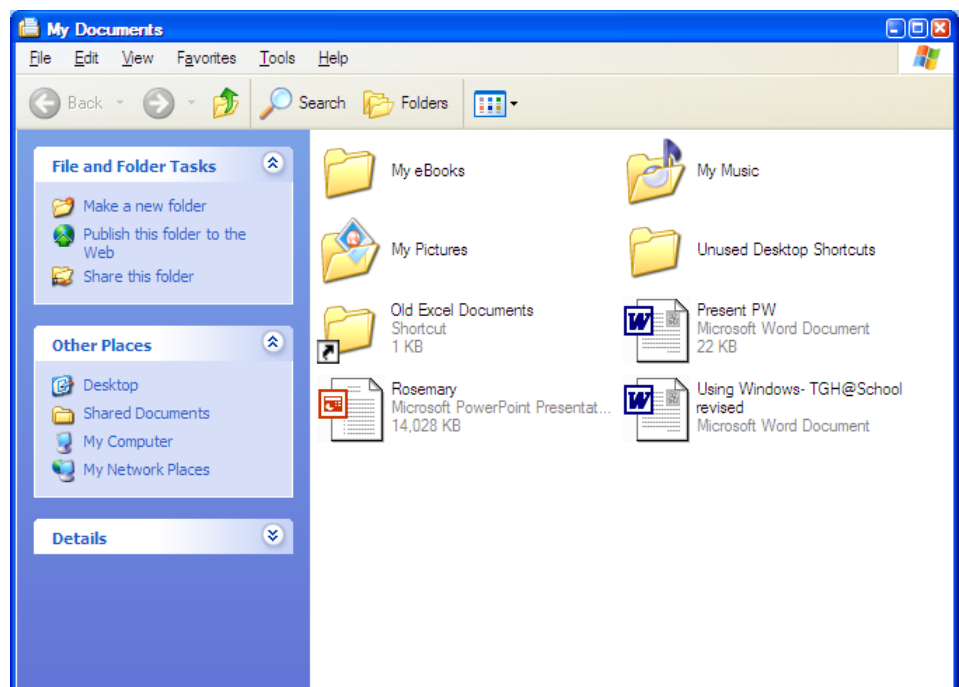 My Documents
File Edit View Favorites Tools Help
Back Search Folders
File and Folder Tasks
Make a new folder
Publish this folder to the
Web
Share this folder
Other Places
Desktop
Shared Documents
My Computer
My Network Places
Details
My eBooks
My Music
My Pictures
Unused Desktop Shortcuts
Old Excel Documents
Shortcut
1 KB
Present PW
Microsoft Word Document
22 KB
Rosemary
Microsoft PowerPoint Presentat...
14,028 KB
Using Windows- TGH@School
revised
Microsoft Word Document